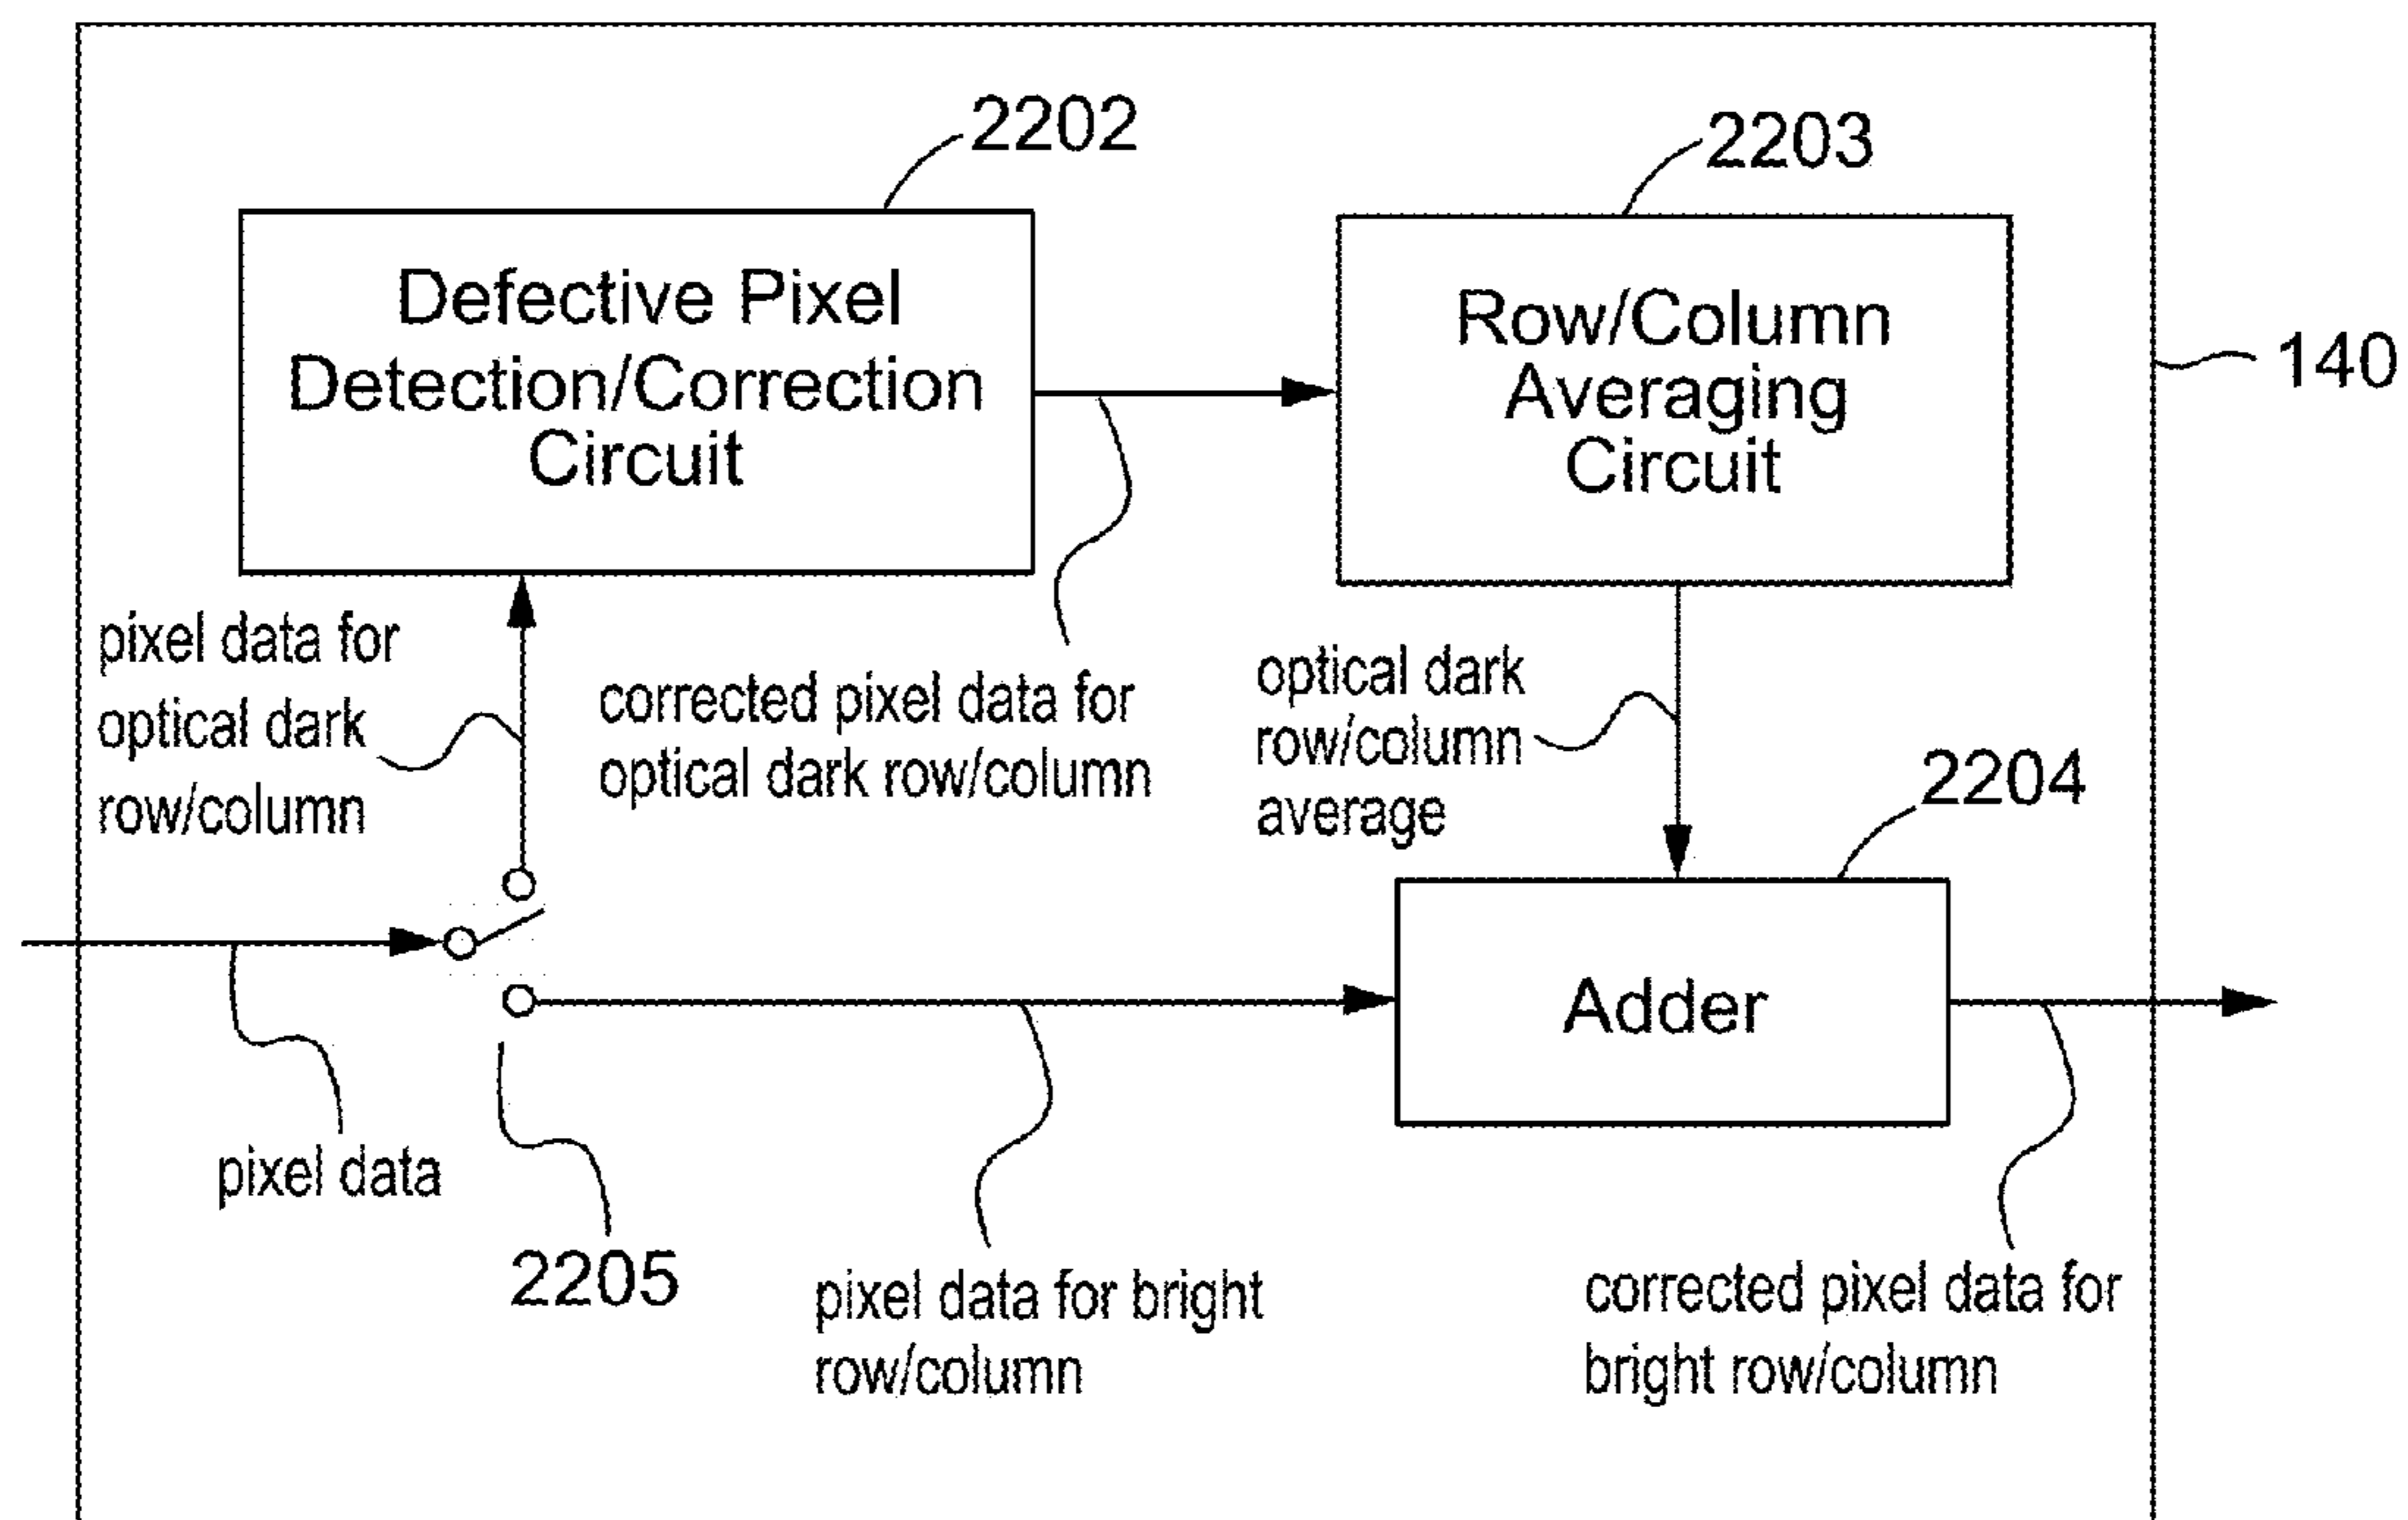 2202
2203
Defective Pixel
Detection/Correction
Circuit
Row/Column
Averaging
Circuit
140
pixel data for
optical dark
row/column
corrected pixel data for
optical dark row/column
optical dark
row/column
average
2204
Adder
pixel data
2205
pixel data for bright
row/column
corrected pixel data for
bright row/column